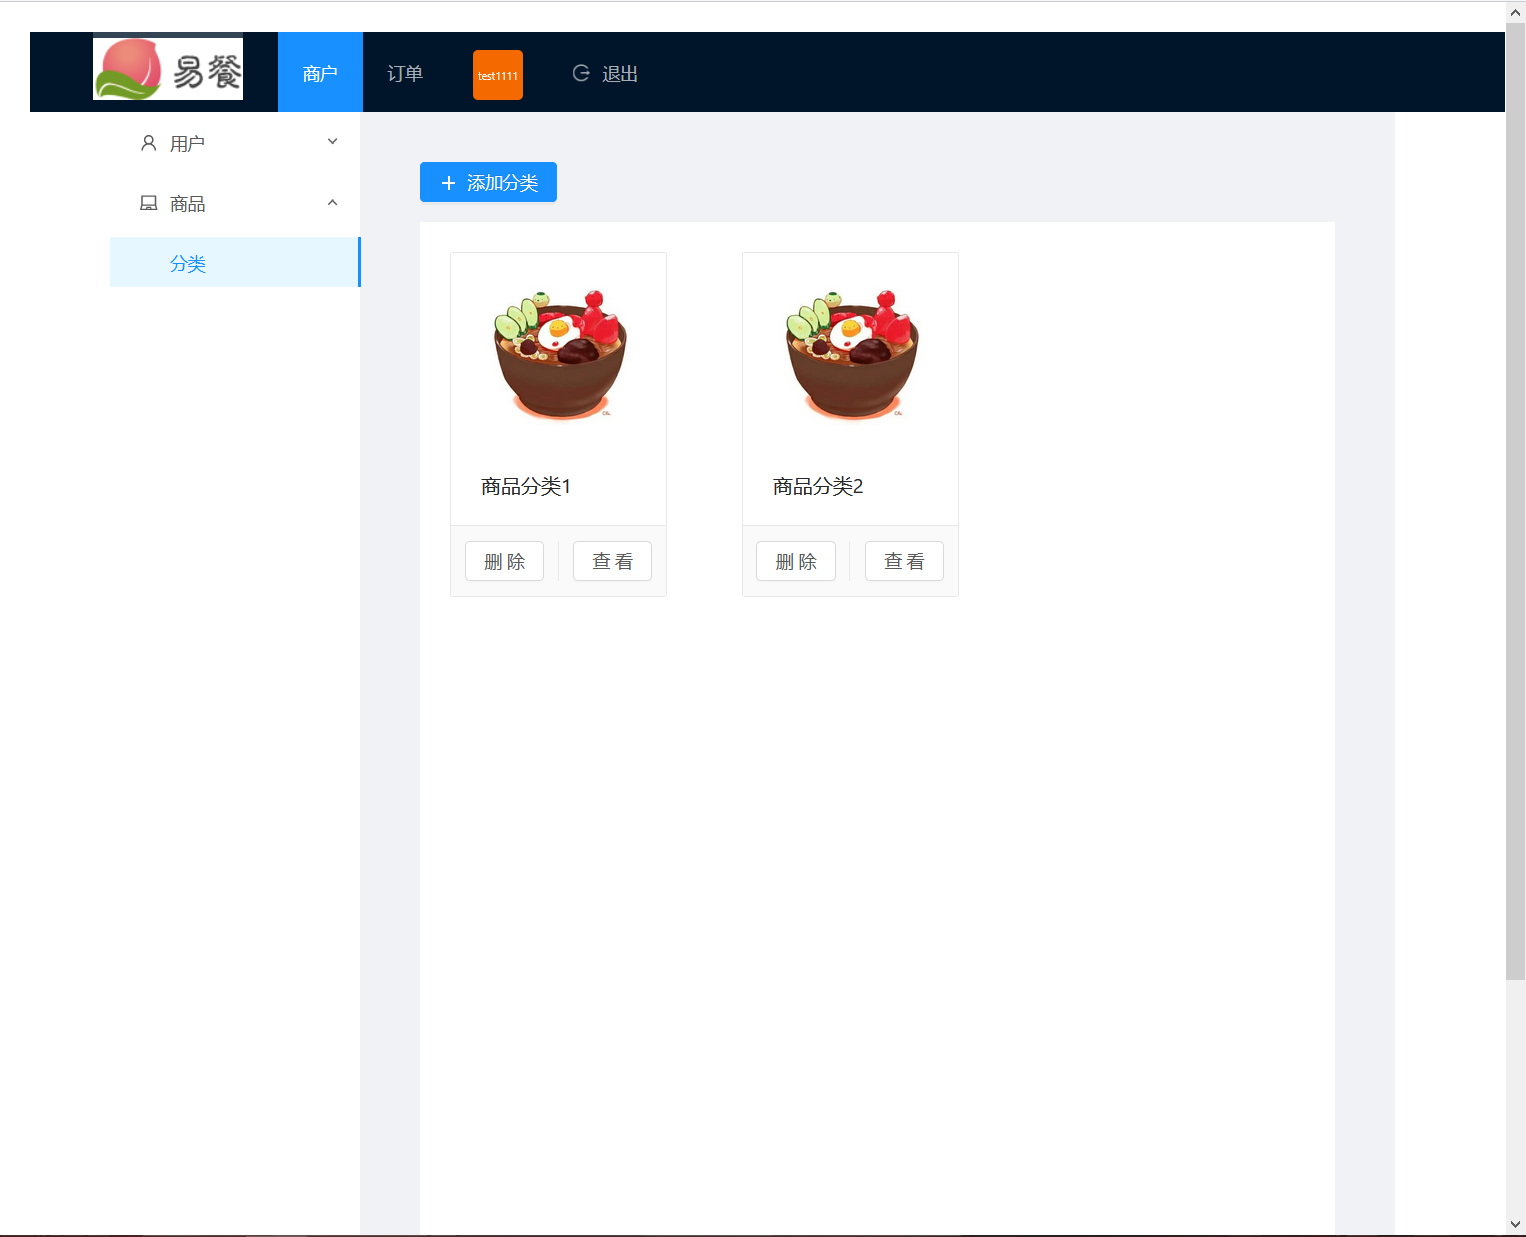 易餐 商户 订单 test1111 退出
用户
商品
分类
添加分类
商品分类1 商品分类2
删 除 查 看 删 除 查 看